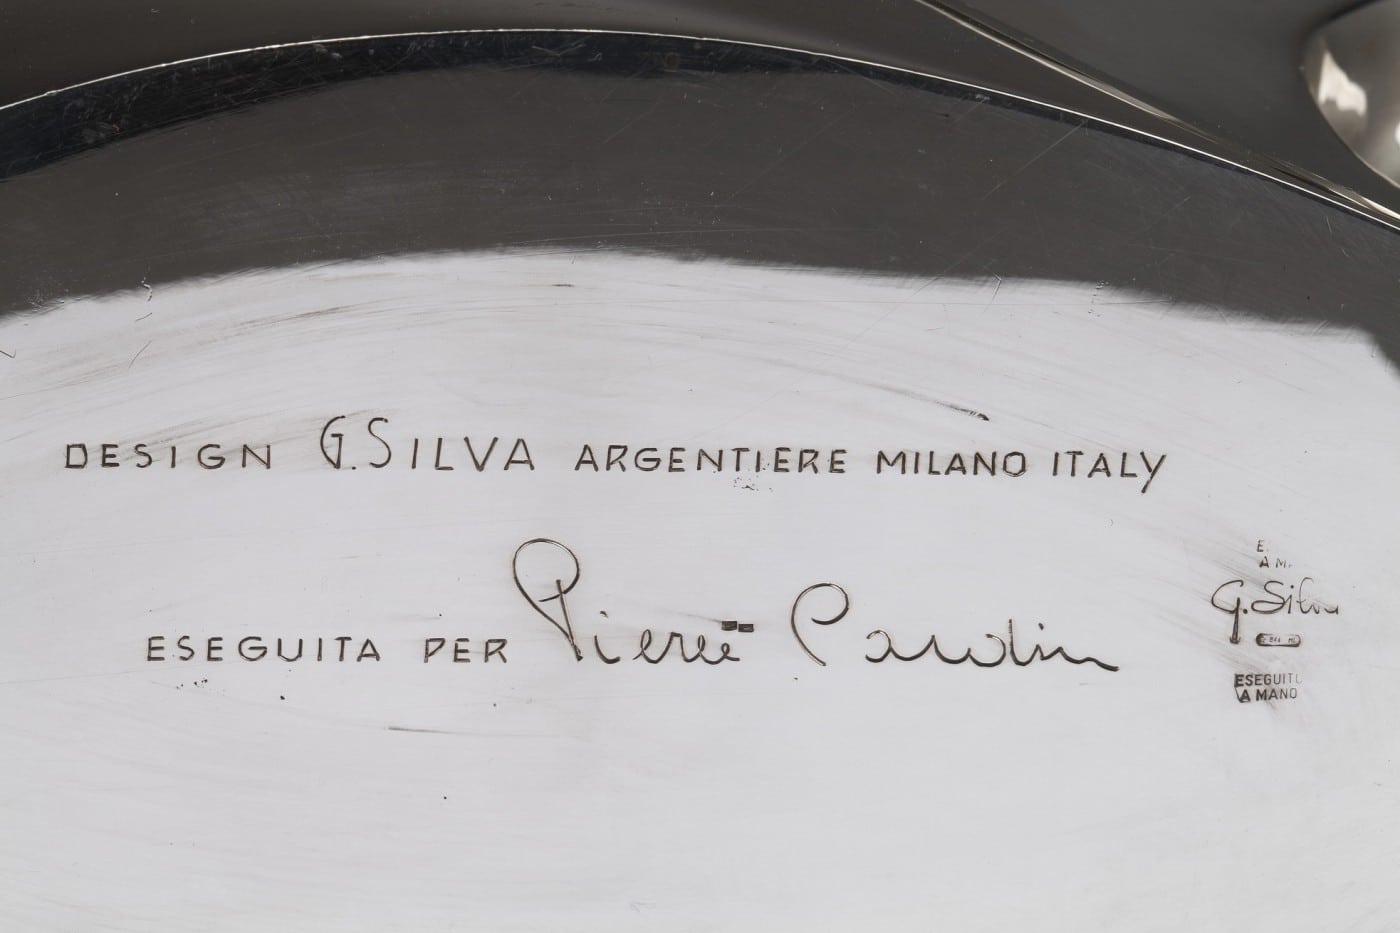 DESIGN G. SILVA ARGENTIERE MILANO ITALY
ESEGUITA PER Pierre Cardin
E.
A M.
G. Silva
ESEGUITO
A MANO